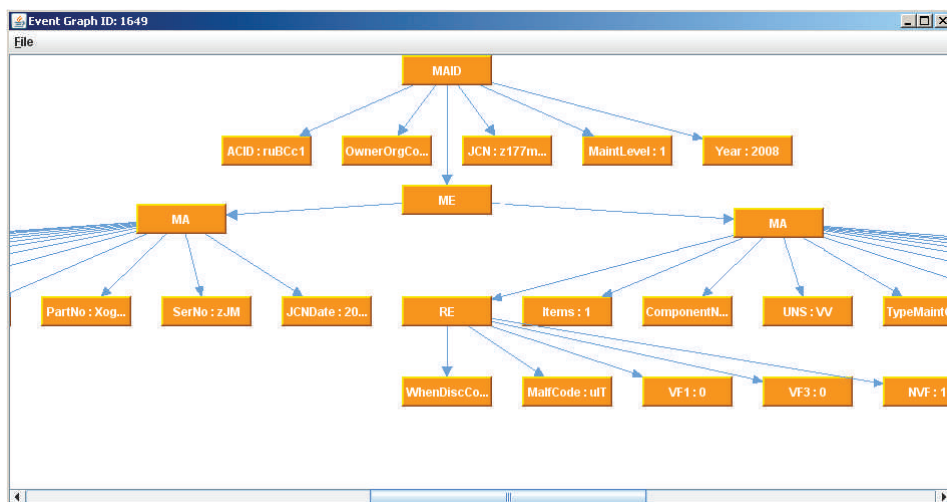 Event Graph ID: 1649
File
MAID
ACID : ruBCc1
OwnerOrgCo...
JCN : z177m...
MaintLevel : 1
Year : 2008
ME
MA
MA
PartNo : Xog...
SerNo : zJM
JCNDate : 20...
RE
Items : 1
ComponentN...
UNS : VV
TypeMaint
WhenDiscCo...
MalfCode : uIT
VF1 : 0
VF3 : 0
NVF : 1